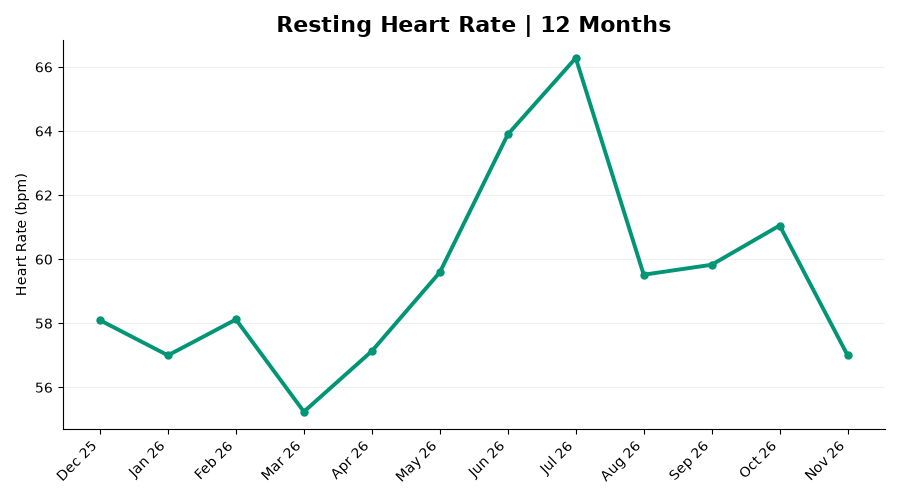 Resting Heart Rate | 12 Months
Heart Rate (bpm)
66
64
62
60
58
56
Dec 25
Jan 26
Feb 26
Mar 26
Apr 26
May 26
Jun 26
Jul 26
Aug 26
Sep 26
Oct 26
Nov 26